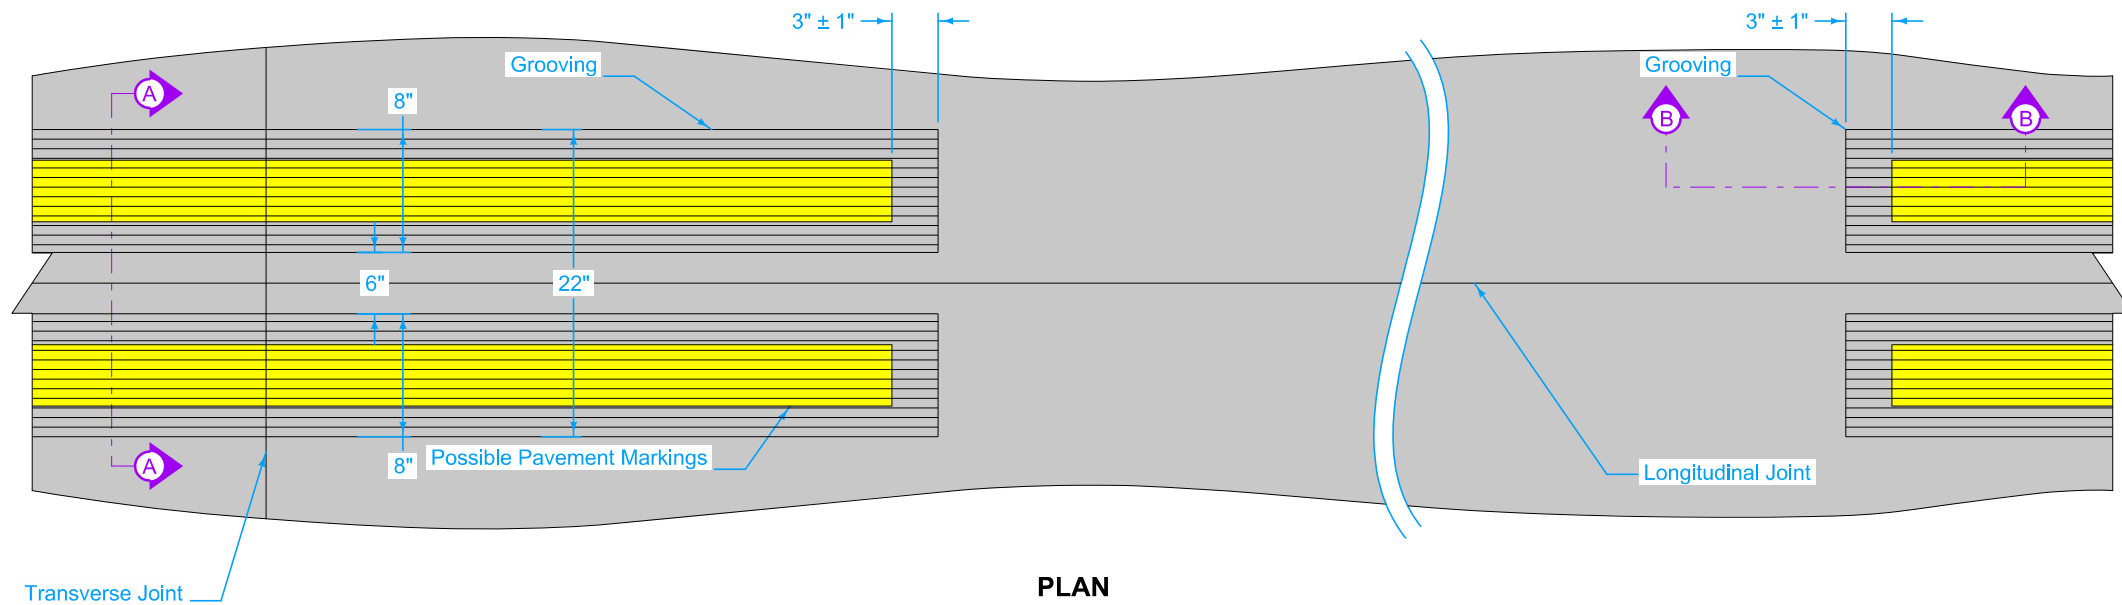 3" ± 1"
3" ± 1"
Grooving
Grooving
A
8"
B
B
6"
22"
A
8"
Possible Pavement Markings
Longitudinal Joint
Transverse Joint
PLAN